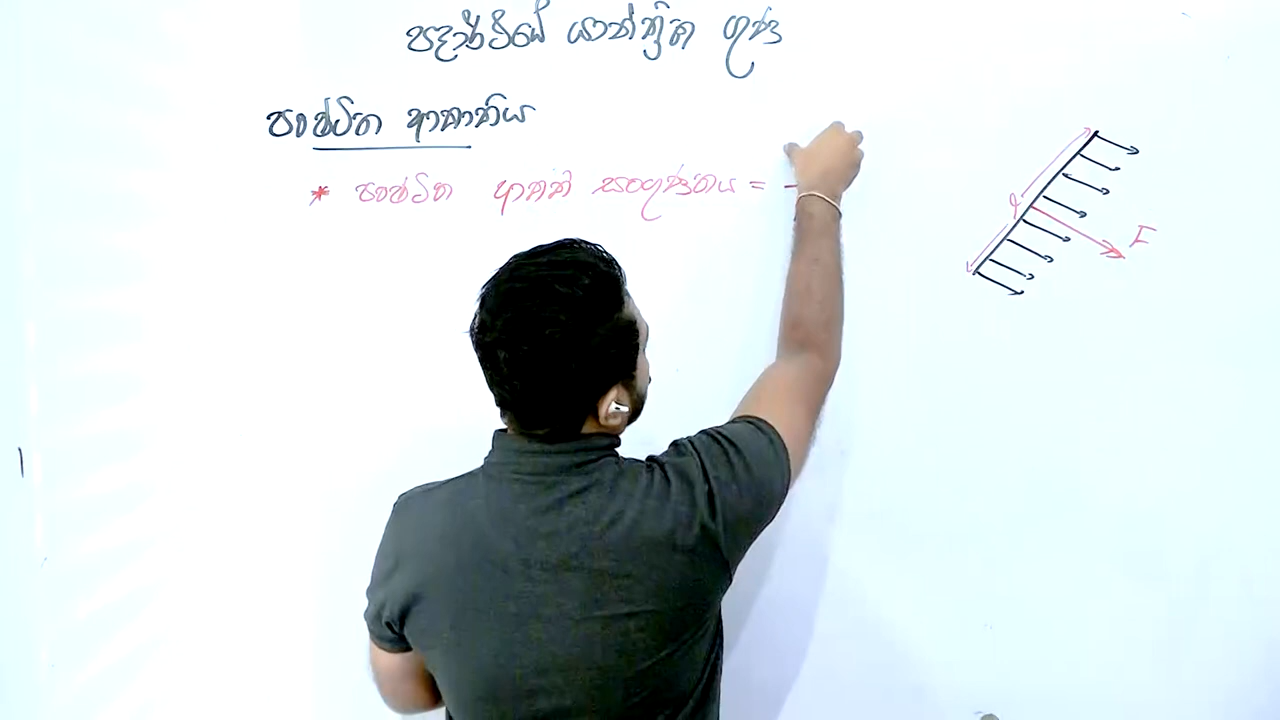 පදාර්ථයේ යාන්ත්‍රික ගුණ
පෘෂ්ඨික ආතතිය
* පෘෂ්ඨික ආතති සංගුණකය = -
l
F